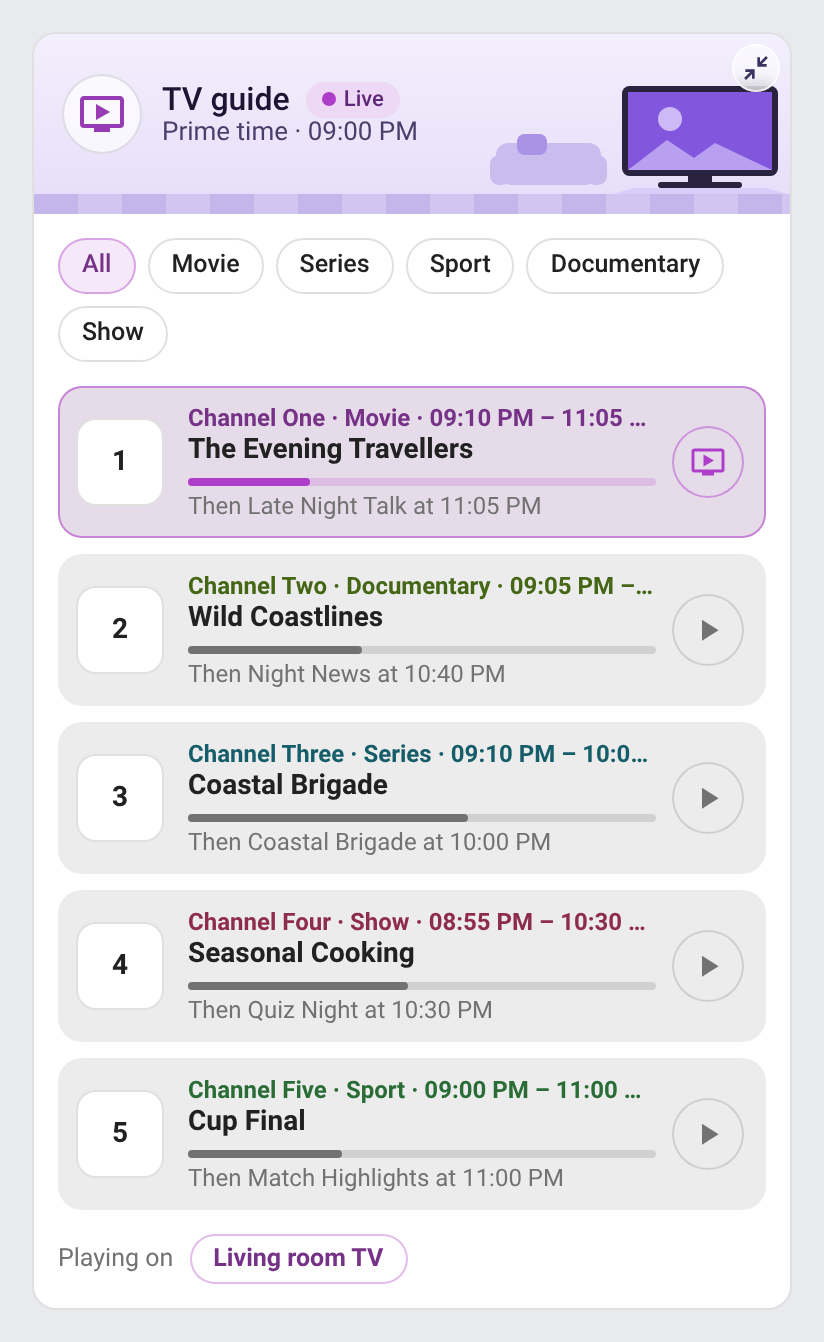 TV guide
Live
Prime time · 09:00 PM
All
Movie
Series
Sport
Documentary
Show
1
Channel One · Movie · 09:10 PM – 11:05 ...
The Evening Travellers
Then Late Night Talk at 11:05 PM
2
Channel Two · Documentary · 09:05 PM –...
Wild Coastlines
Then Night News at 10:40 PM
3
Channel Three · Series · 09:10 PM – 10:0...
Coastal Brigade
Then Coastal Brigade at 10:00 PM
4
Channel Four · Show · 08:55 PM – 10:30 ...
Seasonal Cooking
Then Quiz Night at 10:30 PM
5
Channel Five · Sport · 09:00 PM – 11:00 ...
Cup Final
Then Match Highlights at 11:00 PM
Playing on
Living room TV